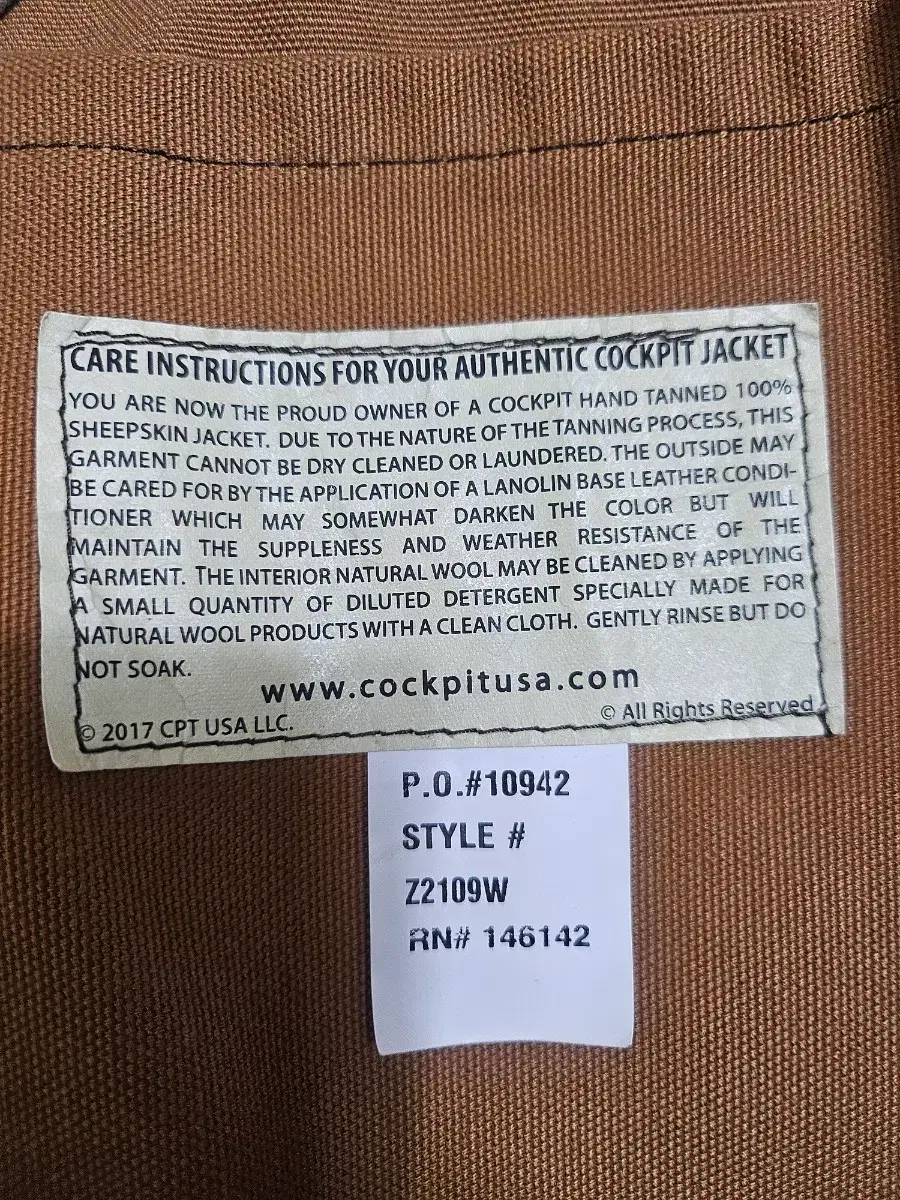 CARE INSTRUCTIONS FOR YOUR AUTHENTIC COCKPIT JACKET
YOU ARE NOW THE PROUD OWNER OF A COCKPIT HAND TANNED 100%
SHEEPSKIN JACKET. DUE TO THE NATURE OF THE TANNING PROCESS, THIS
GARMENT CANNOT BE DRY CLEANED OR LAUNDERED. THE OUTSIDE MAY
BE CARED FOR BY THE APPLICATION OF A LANOLIN BASE LEATHER CONDI-
TIONER WHICH MAY SOMEWHAT DARKEN THE COLOR BUT WILL
MAINTAIN THE SUPPLENESS AND WEATHER RESISTANCE OF THE
GARMENT. THE INTERIOR NATURAL WOOL MAY BE CLEANED BY APPLYING
A SMALL QUANTITY OF DILUTED DETERGENT SPECIALLY MADE FOR
NATURAL WOOL PRODUCTS WITH A CLEAN CLOTH. GENTLY RINSE BUT DO
NOT SOAK.
www.cockpitusa.com
© 2017 CPT USA LLC.
© All Rights Reserved
P.O.#10942
STYLE #
Z2109W
RN# 146142